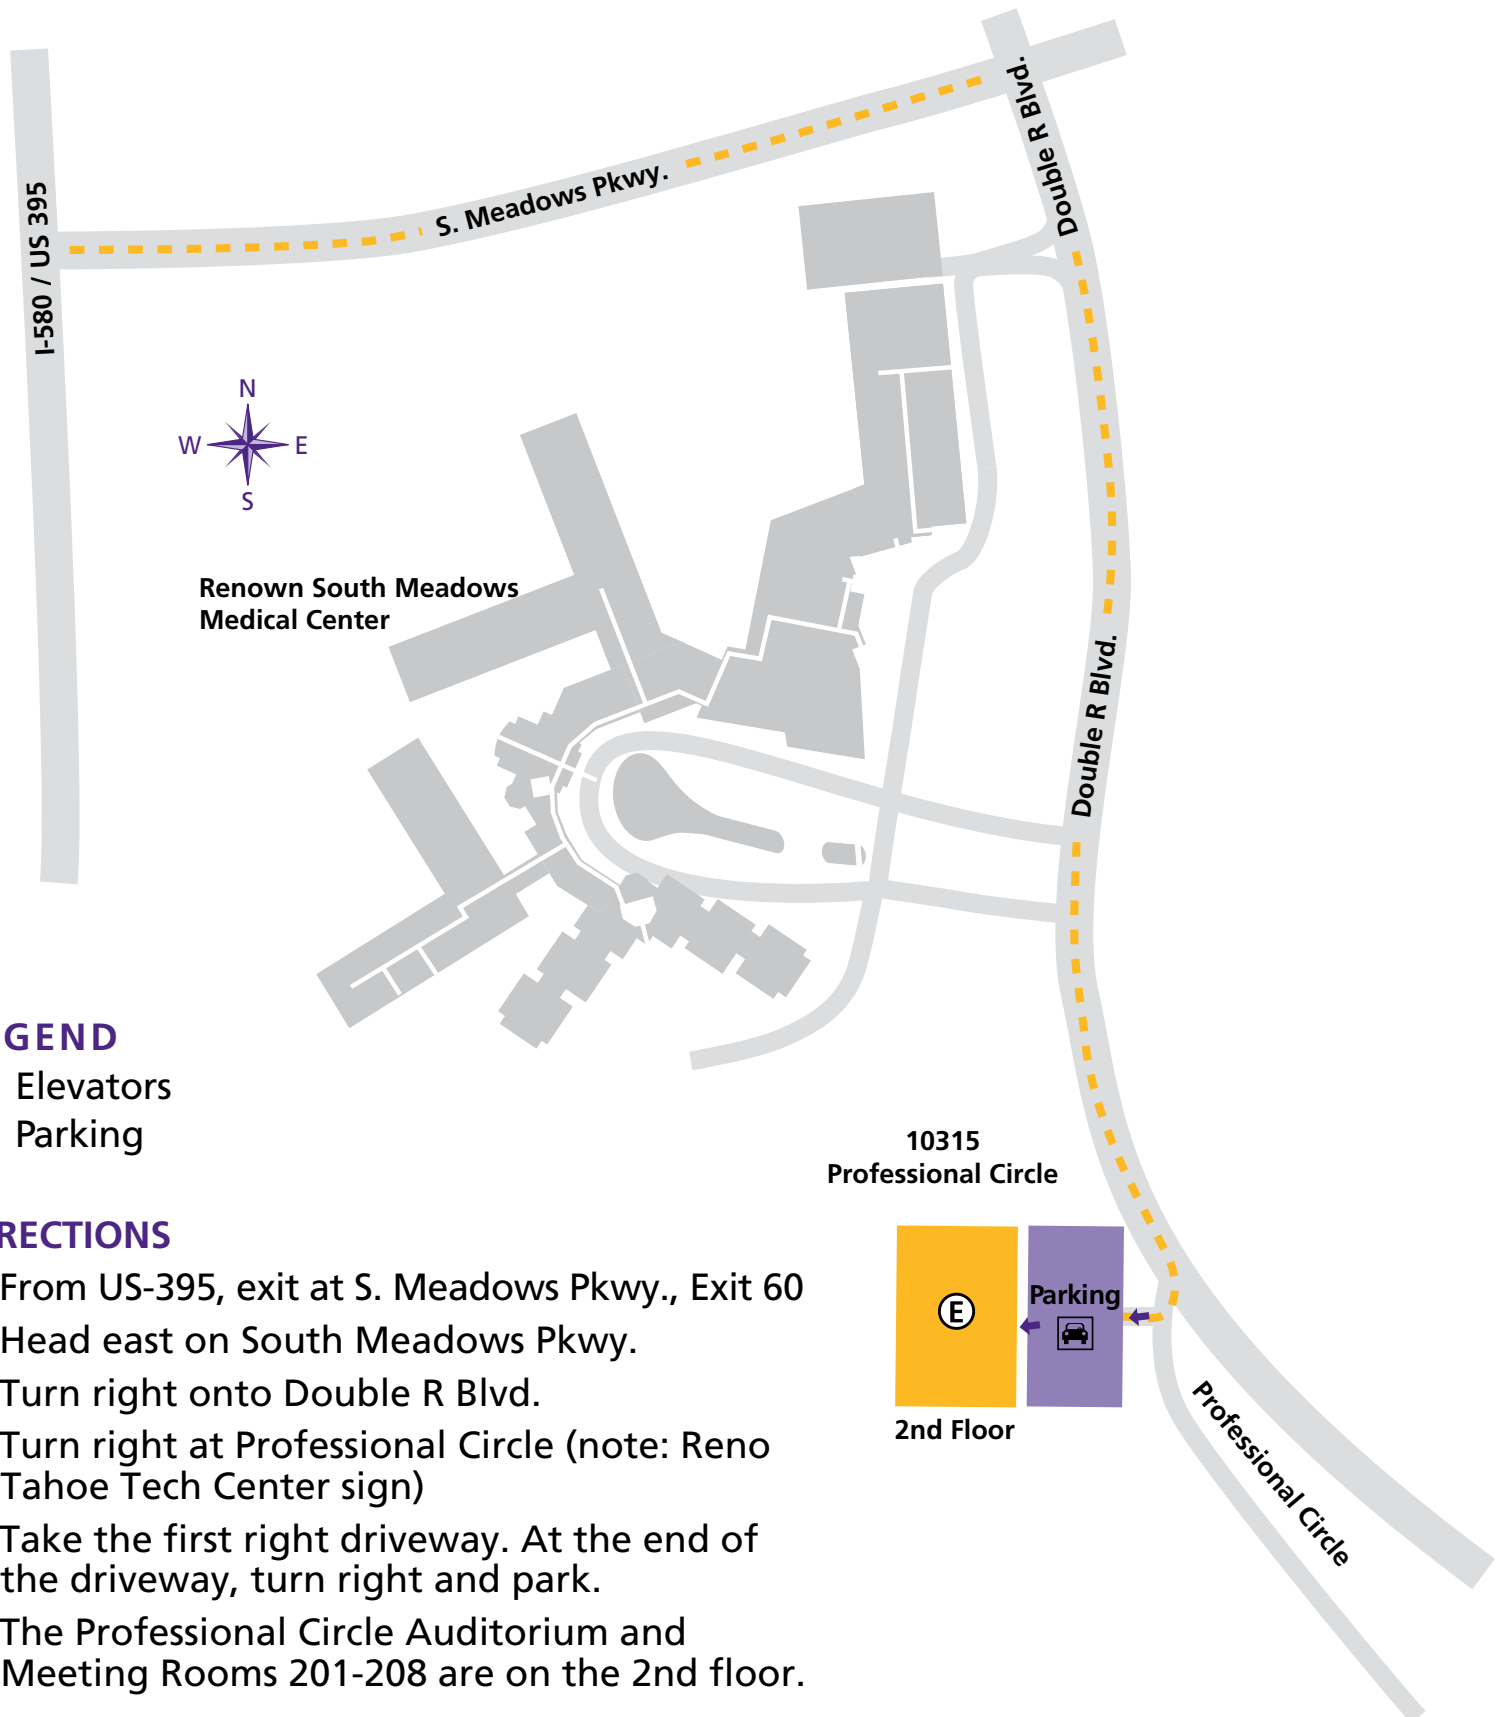 Double R Blvd.
S. Meadows Pkwy.
I-580 / US 395
N
W E
S
Renown South Meadows
Medical Center
Double R Blvd.
GEND
Elevators
Parking
10315
Professional Circle
E
Parking
2nd Floor
Professional Circle
RECTIONS
From US-395, exit at S. Meadows Pkwy., Exit 60
Head east on South Meadows Pkwy.
Turn right onto Double R Blvd.
Turn right at Professional Circle (note: Reno
Tahoe Tech Center sign)
Take the first right driveway. At the end of
the driveway, turn right and park.
The Professional Circle Auditorium and
Meeting Rooms 201-208 are on the 2nd floor.